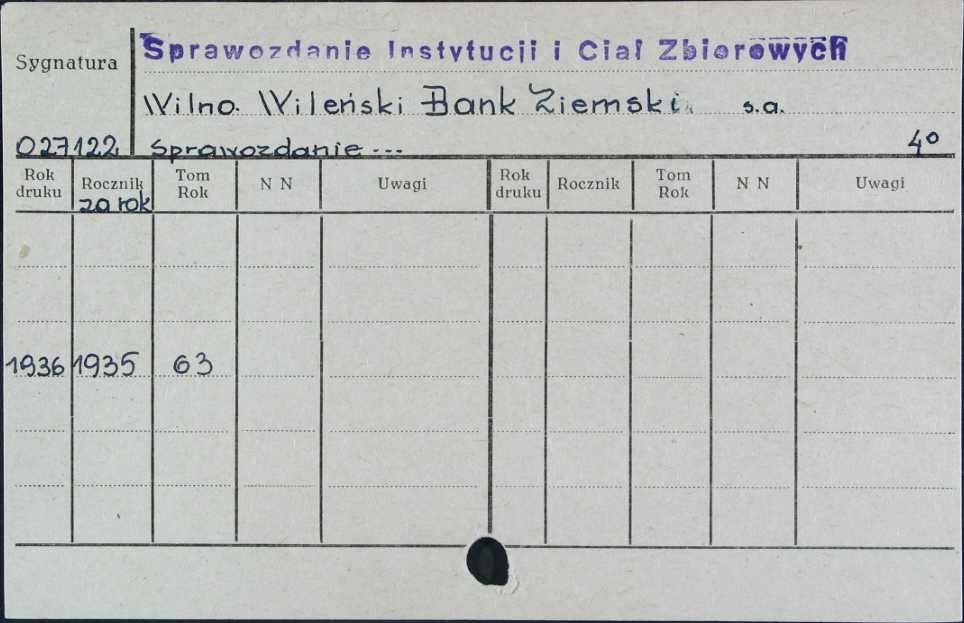 Sprawozdanie Instytucji i Ciał Zbiorowych
Sygnatura
Wilno. Wileński Bank Ziemski. s.a.
027122 Sprawozdanie --- 4°
Rok druku Rocznik Tom Rok N N Uwagi Rok druku Rocznik Tom Rok N N Uwagi
za rok
1936 1935 63